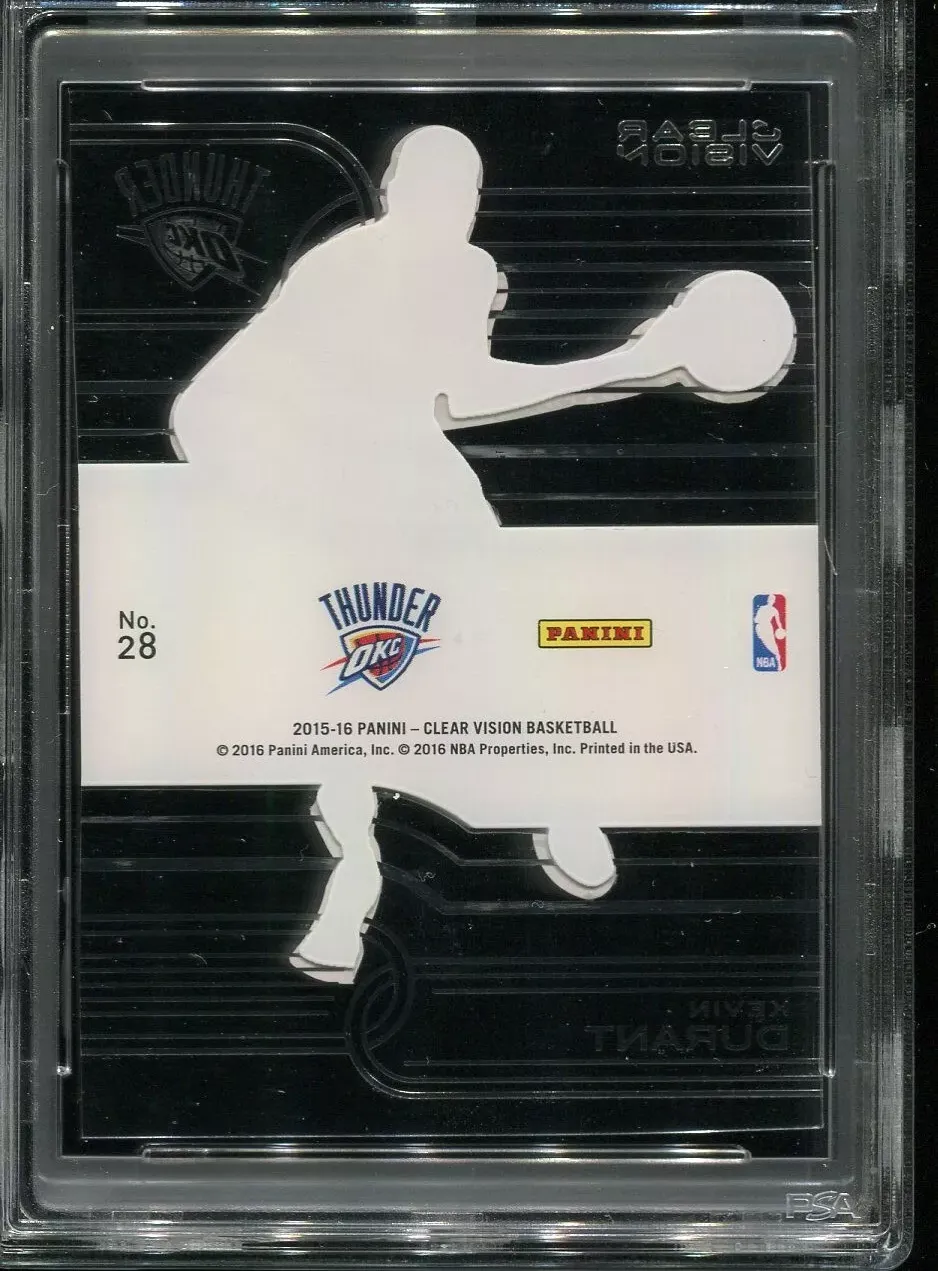 CLEAR
VISION
THUNDER
OKC
No.
28
THUNDER
OKC
PANINI
NBA
2015-16 PANINI – CLEAR VISION BASKETBALL
© 2016 Panini America, Inc. © 2016 NBA Properties, Inc. Printed in the USA.
KEVIN
DURANT
PSA